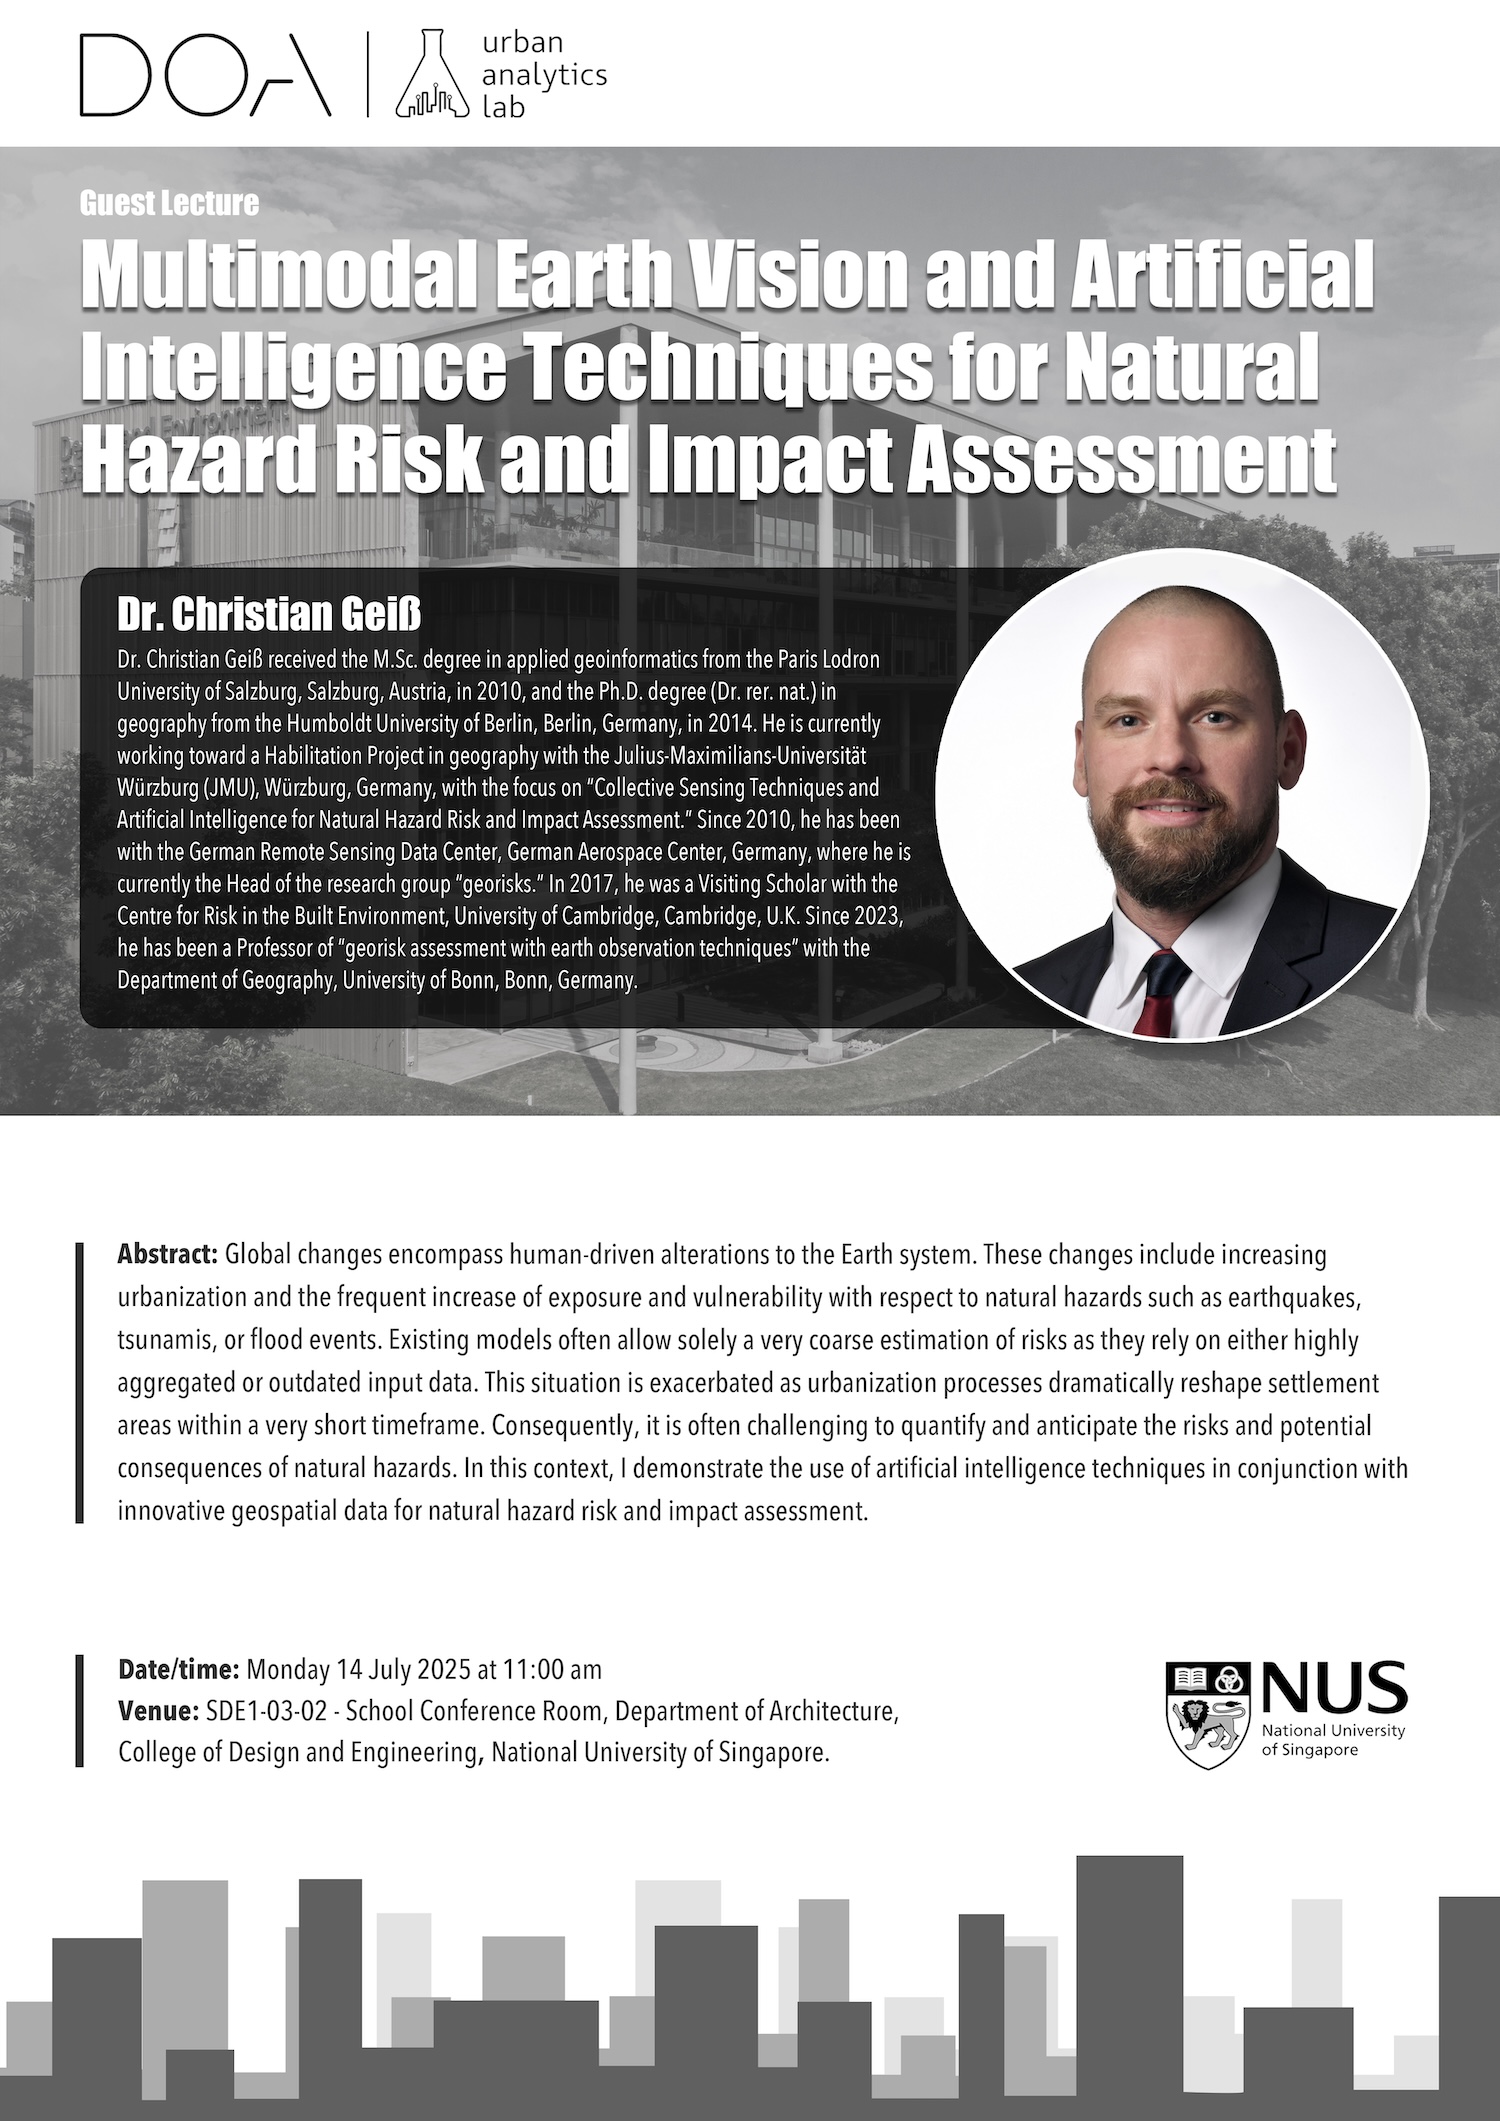 DOA
urban
analytics
lab
Guest Lecture
Multimodal Earth Vision and Artificial
Intelligence Techniques for Natural
Hazard Risk and Impact Assessment
Dr. Christian Geiß
Dr. Christian Geiß received the M.Sc. degree in applied geoinformatics from the Paris Lodron
University of Salzburg, Salzburg, Austria, in 2010, and the Ph.D. degree (Dr. rer. nat.) in
geography from the Humboldt University of Berlin, Berlin, Germany, in 2014. He is currently
working toward a Habilitation Project in geography with the Julius-Maximilians-Universität
Würzburg (JMU), Würzburg, Germany, with the focus on "Collective Sensing Techniques and
Artificial Intelligence for Natural Hazard Risk and Impact Assessment." Since 2010, he has been
with the German Remote Sensing Data Center, German Aerospace Center, Germany, where he is
currently the Head of the research group "georisks." In 2017, he was a Visiting Scholar with the
Centre for Risk in the Built Environment, University of Cambridge, Cambridge, U.K. Since 2023,
he has been a Professor of "georisk assessment with earth observation techniques" with the
Department of Geography, University of Bonn, Bonn, Germany.
Abstract: Global changes encompass human-driven alterations to the Earth system. These changes include increasing
urbanization and the frequent increase of exposure and vulnerability with respect to natural hazards such as earthquakes,
tsunamis, or flood events. Existing models often allow solely a very coarse estimation of risks as they rely on either highly
aggregated or outdated input data. This situation is exacerbated as urbanization processes dramatically reshape settlement
areas within a very short timeframe. Consequently, it is often challenging to quantify and anticipate the risks and potential
consequences of natural hazards. In this context, I demonstrate the use of artificial intelligence techniques in conjunction with
innovative geospatial data for natural hazard risk and impact assessment.
Date/time: Monday 14 July 2025 at 11:00 am
Venue: SDE1-03-02 - School Conference Room, Department of Architecture,
College of Design and Engineering, National University of Singapore.
NUS
National University
of Singapore